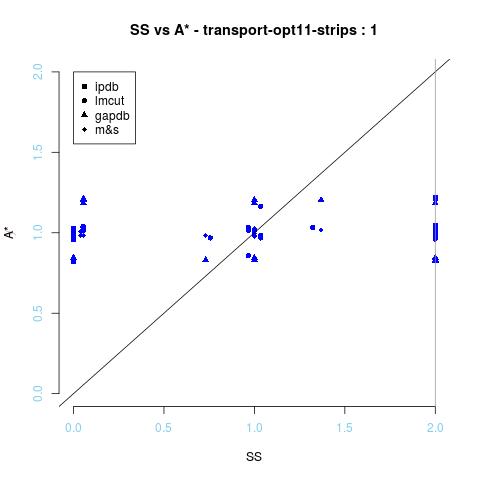 SS vs A* - transport-opt11-strips : 1
ipdb
lmcut
gapdb
m&s
A*
2.0
1.5
1.0
0.5
0.0
0.0 0.5 1.0 1.5 2.0
SS